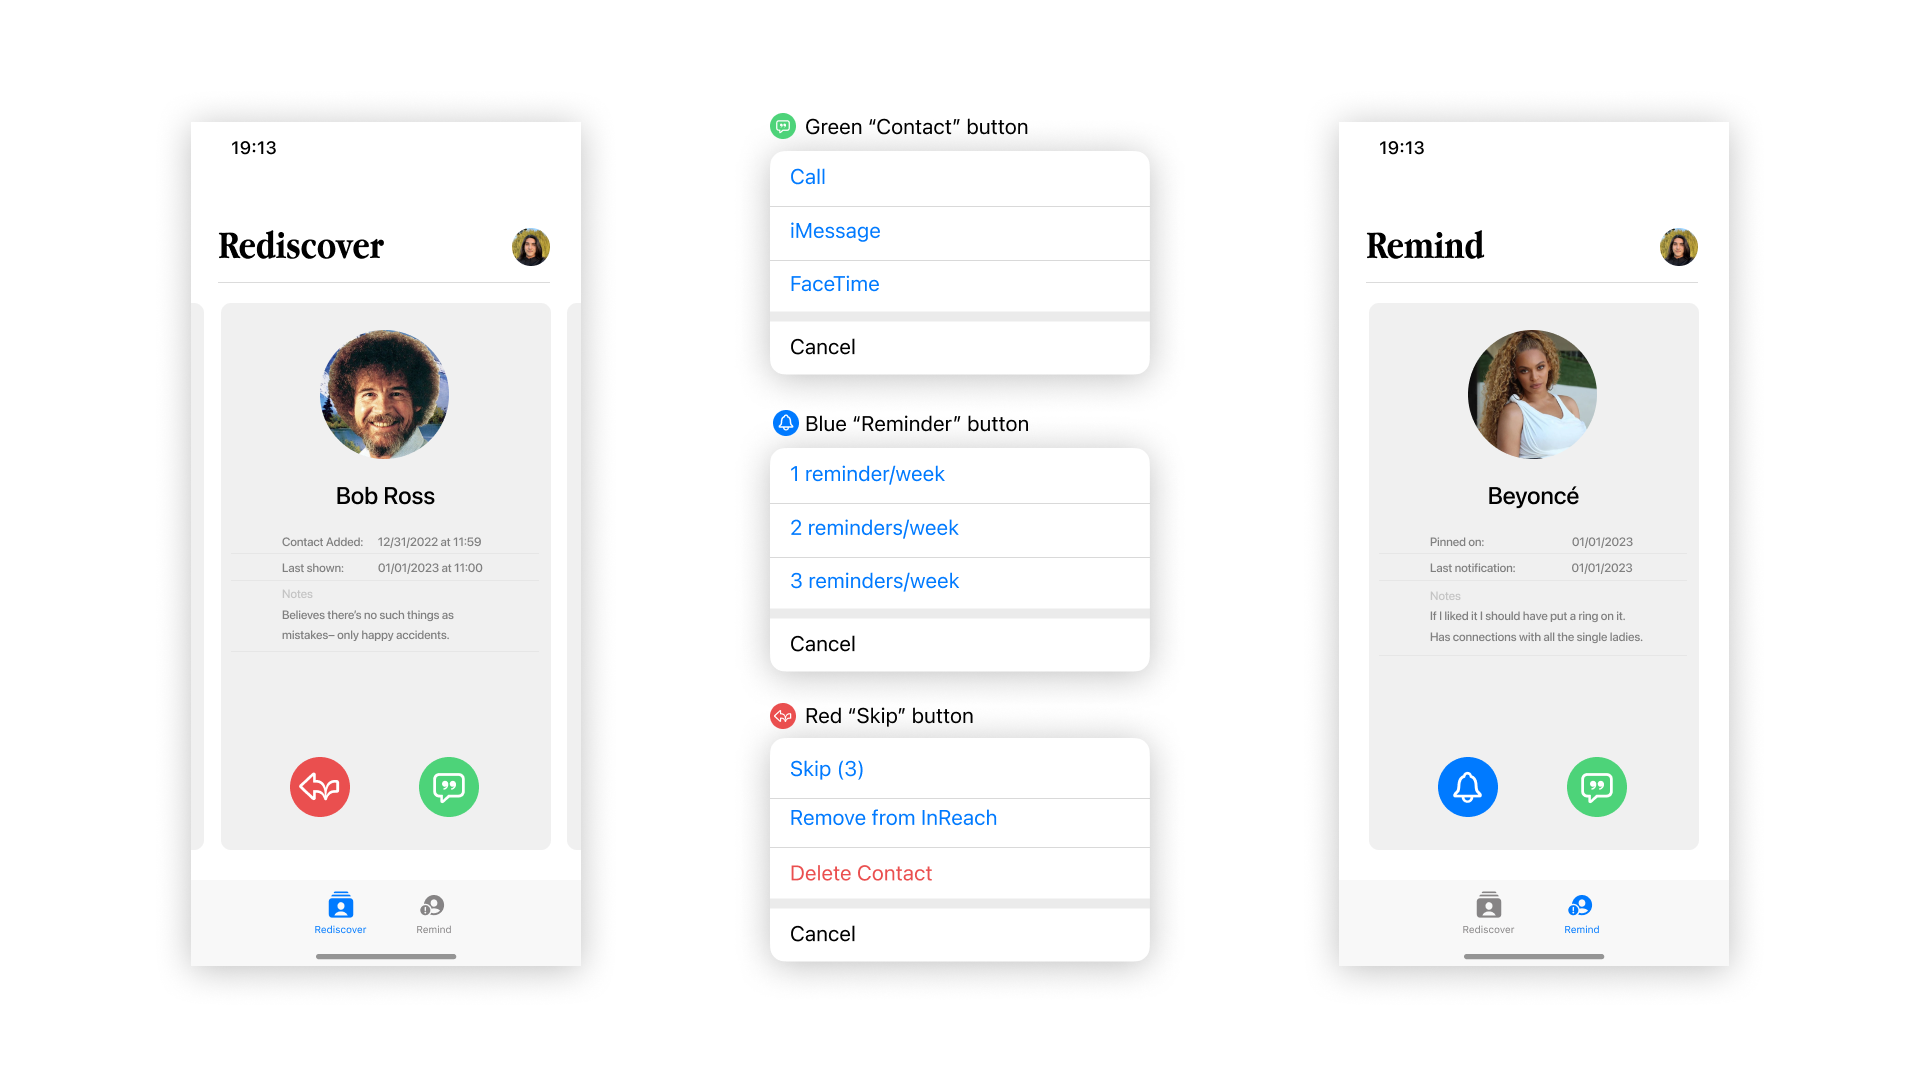 19:13
Rediscover
Bob Ross
Contact Added: 12/31/2022 at 11:59
Last shown: 01/01/2023 at 11:00
Notes
Believes there's no such things as
mistakes– only happy accidents.
Rediscover
Remind
Green “Contact” button
Call
iMessage
FaceTime
Cancel
Blue “Reminder” button
1 reminder/week
2 reminders/week
3 reminders/week
Cancel
Red “Skip” button
Skip (3)
Remove from InReach
Delete Contact
Cancel
19:13
Remind
Beyoncé
Pinned on: 01/01/2023
Last notification: 01/01/2023
Notes
If I liked it I should have put a ring on it.
Has connections with all the single ladies.
Rediscover
Remind